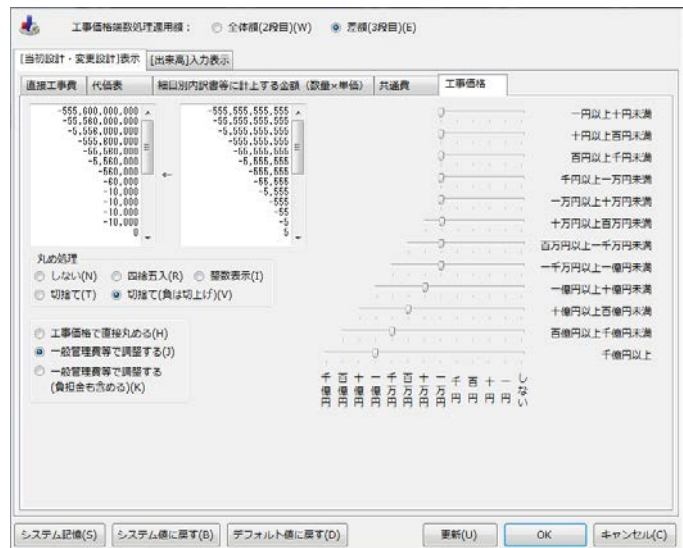 工事価格端数処理適用額：　全体額(2段目)(W)　差額(3段目)(E)
[当初設計・変更設計]表示　[出来高]入力表示
直接工事費　代価表　細目別内訳書等に計上する金額（数量×単価）　共通費　工事価格
-555,600,000,000　-555,555,555,555
-55,560,000,000　-55,555,555,555
-5,556,000,000　-5,555,555,555
-555,600,000　-555,555,555
-55,560,000　-55,555,555
-5,560,000　-5,555,555
-560,000　-555,555
-60,000　-55,555
-10,000　-5,555
-10,000　-555
-10,000　-55
-10,000　-5
0　5
←
一円以上十円未満
十円以上百円未満
百円以上千円未満
千円以上一万円未満
一万円以上十万円未満
十万円以上百万円未満
百万円以上一千万円未満
一千万円以上一億円未満
一億円以上十億円未満
十億円以上百億円未満
百億円以上千億円未満
千億円以上
千億円　百億円　十億円　一億円　千万円　百万円　十万円　一万円　千円　百円　十円　一円　しない
丸め処理
しない(N)　四捨五入(R)　整数表示(I)
切捨て(T)　切捨て(負は切上げ)(V)
工事価格で直接丸める(H)
一般管理費等で調整する(J)
一般管理費等で調整する
(負担金も含める)(K)
システム記憶(S)　システム値に戻す(B)　デフォルト値に戻す(D)　更新(U)　OK　キャンセル(C)